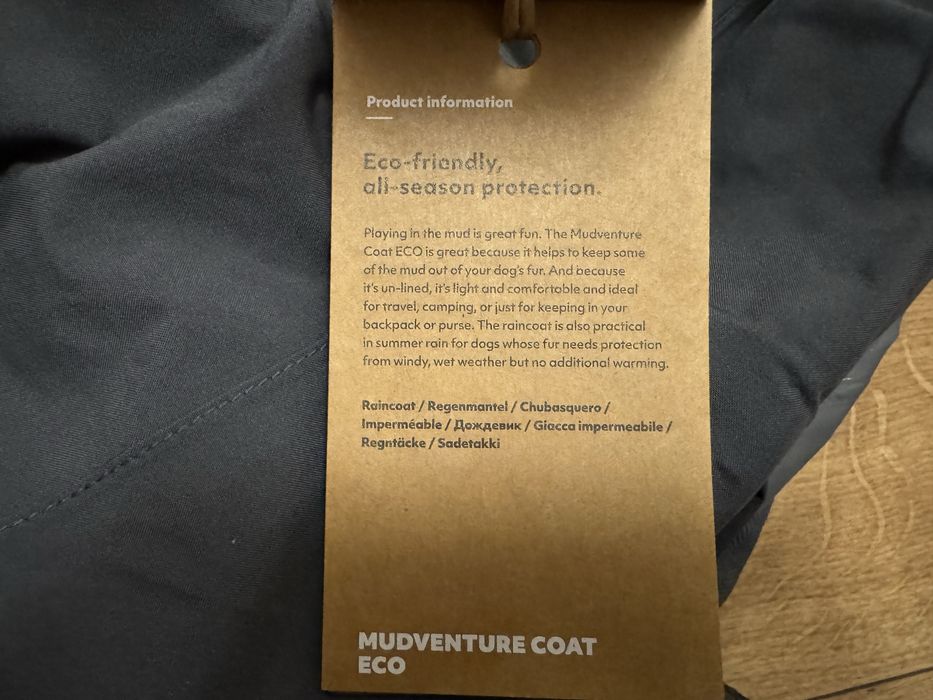 Product information
Eco-friendly,
all-season protection.
Playing in the mud is great fun. The Mudventure
Coat ECO is great because it helps to keep some
of the mud out of your dog's fur. And because
it's un-lined, it's light and comfortable and ideal
for travel, camping, or just for keeping in your
backpack or purse. The raincoat is also practical
in summer rain for dogs whose fur needs protection
from windy, wet weather but no additional warming.
Raincoat / Regenmantel / Chubasquero /
Imperméable / Дождевик / Giacca impermeabile /
Regntäcke / Sadetakki
MUDVENTURE COAT
ECO